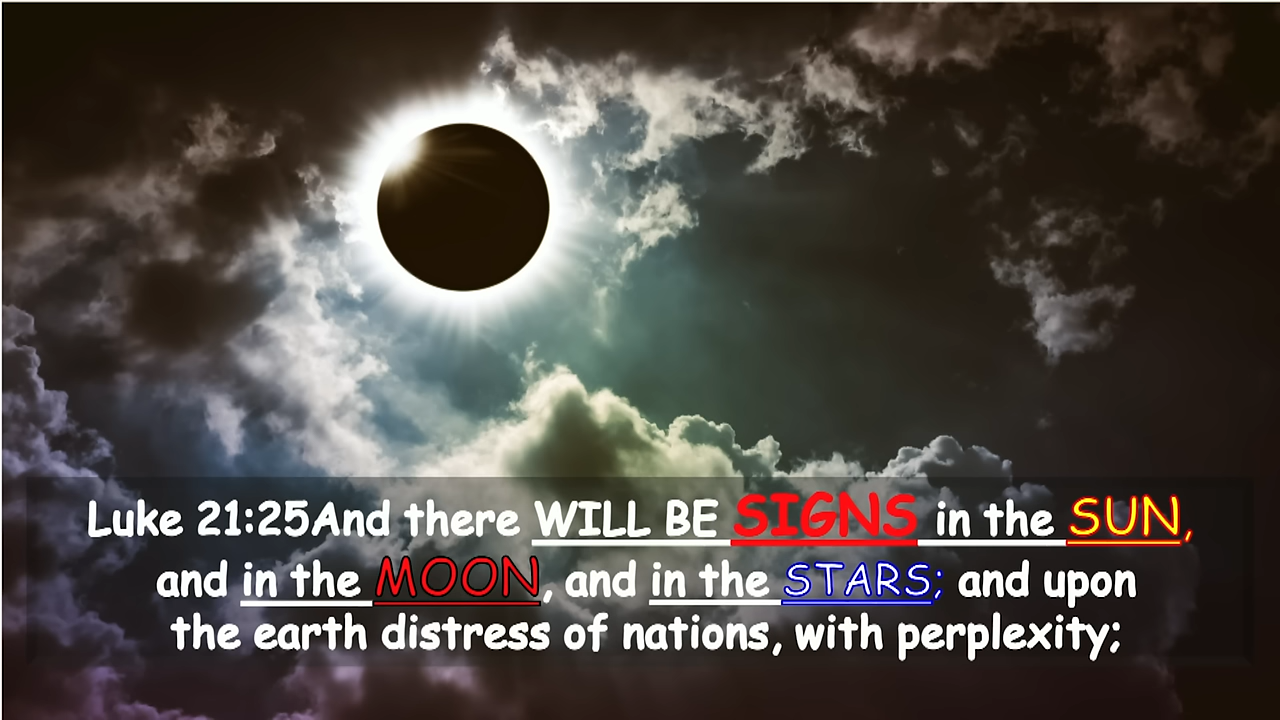 Luke 21:25And there WILL BE SIGNS in the SUN,
and in the MOON, and in the STARS; and upon
the earth distress of nations, with perplexity;